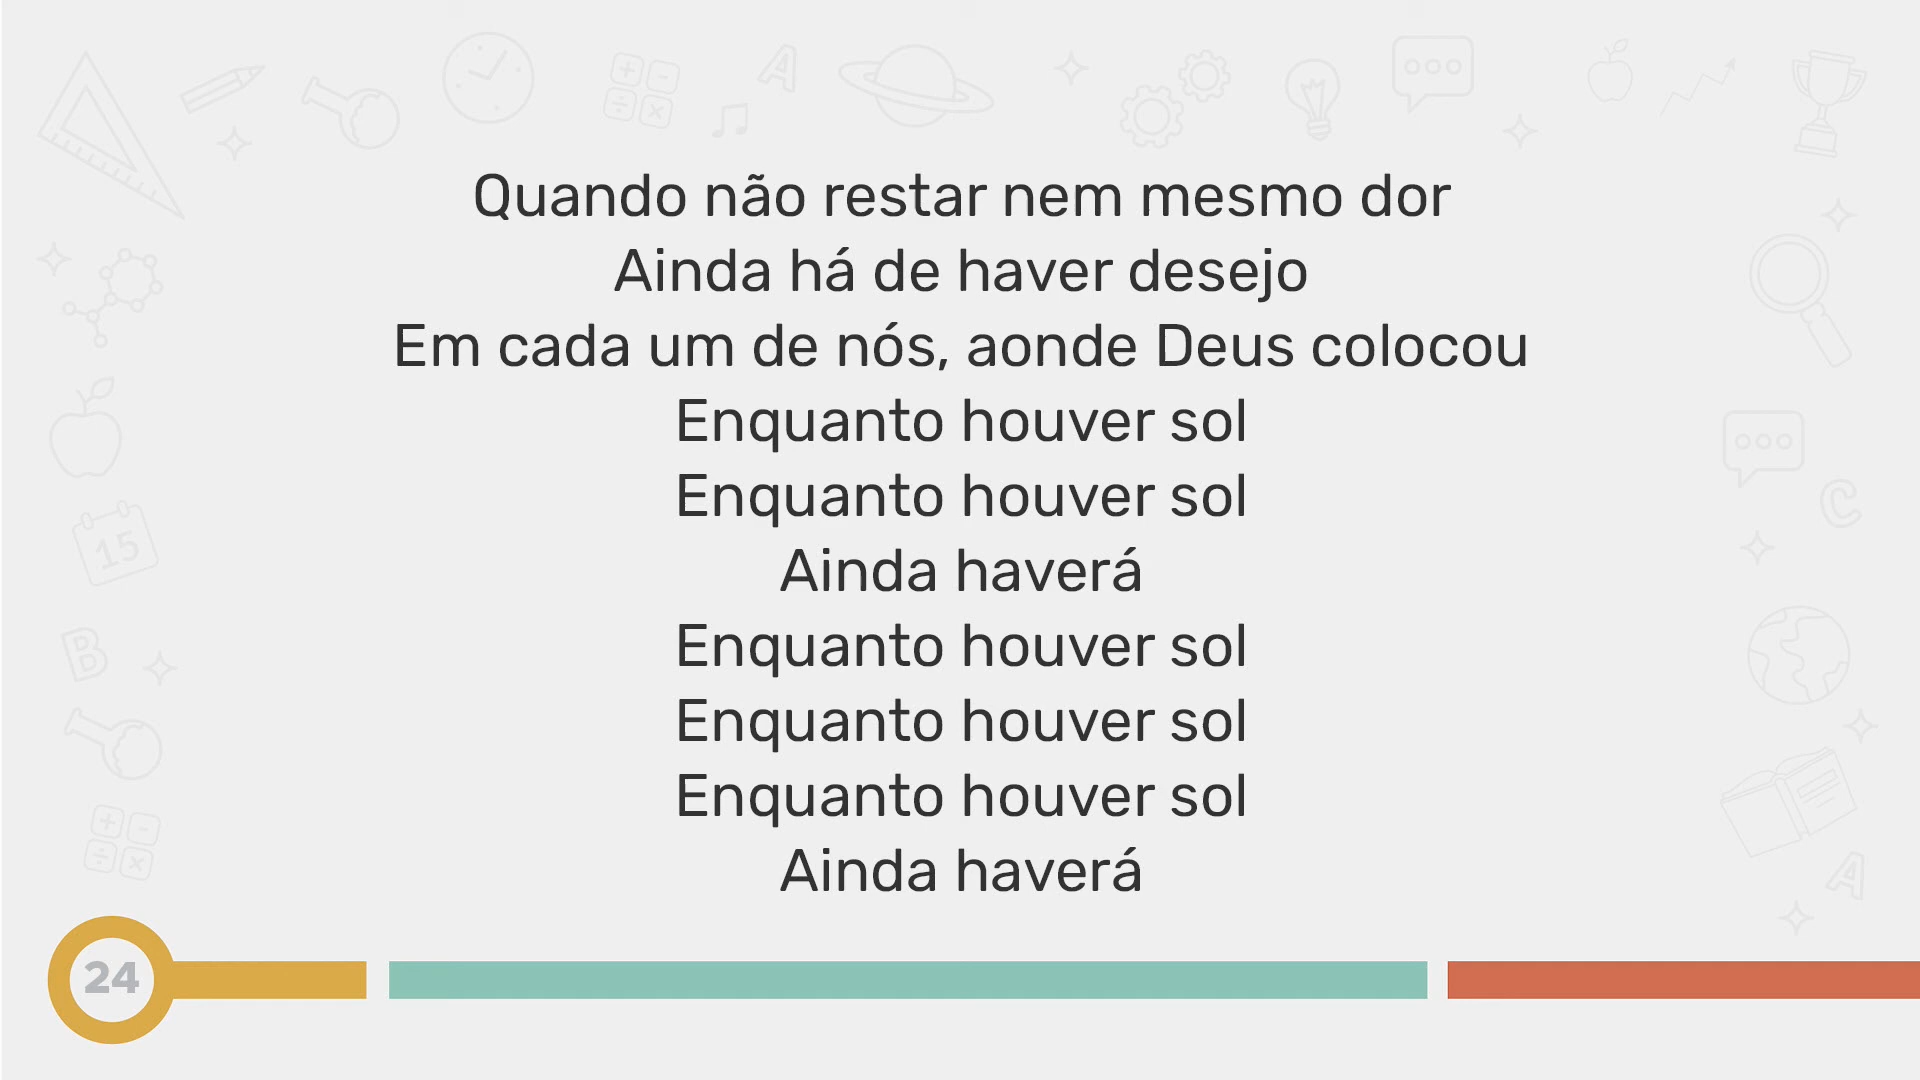 Quando não restar nem mesmo dor
Ainda há de haver desejo
Em cada um de nós, aonde Deus colocou
Enquanto houver sol
Enquanto houver sol
Ainda haverá
Enquanto houver sol
Enquanto houver sol
Enquanto houver sol
Ainda haverá
24
A
C
15
B
A